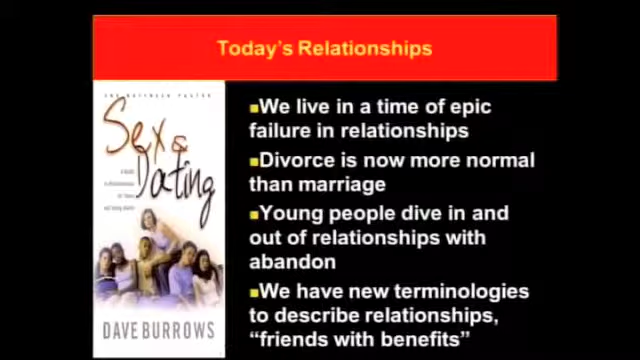 Today's Relationships
Sex &
Dating
DAVE BURROWS
We live in a time of epic
failure in relationships
Divorce is now more normal
than marriage
Young people dive in and
out of relationships with
abandon
We have new terminologies
to describe relationships,
“friends with benefits”